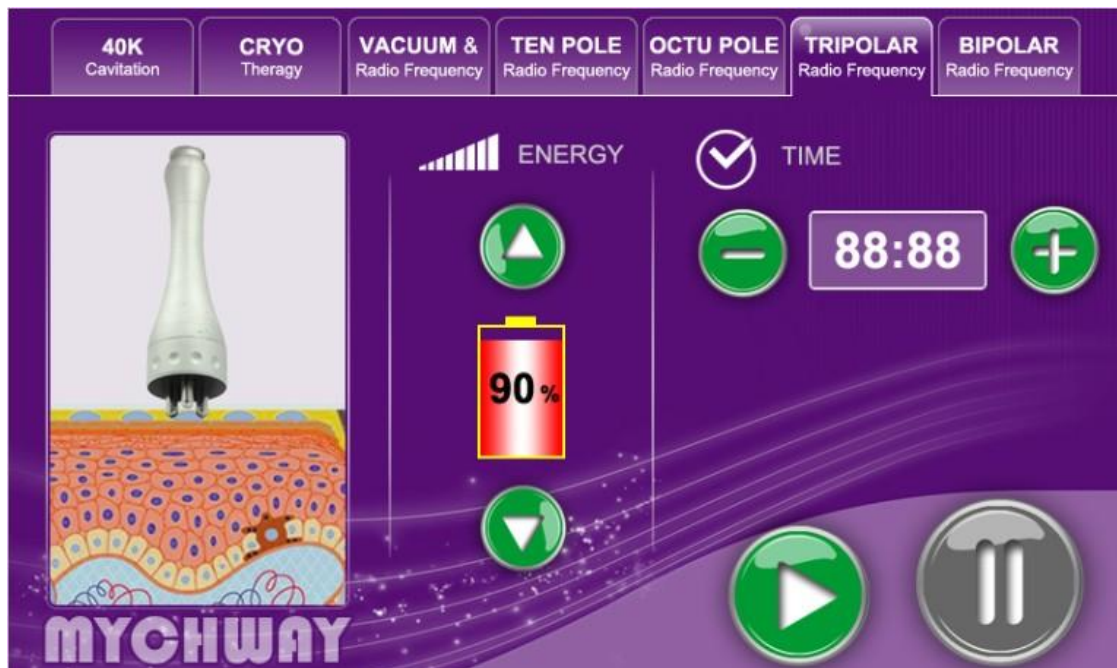 40K
Cavitation
CRYO
Theragy
VACUUM &
Radio Frequency
TEN POLE
Radio Frequency
OCTU POLE
Radio Frequency
TRIPOLAR
Radio Frequency
BIPOLAR
Radio Frequency
ENERGY
TIME
88:88
90 %
MYCHWAY